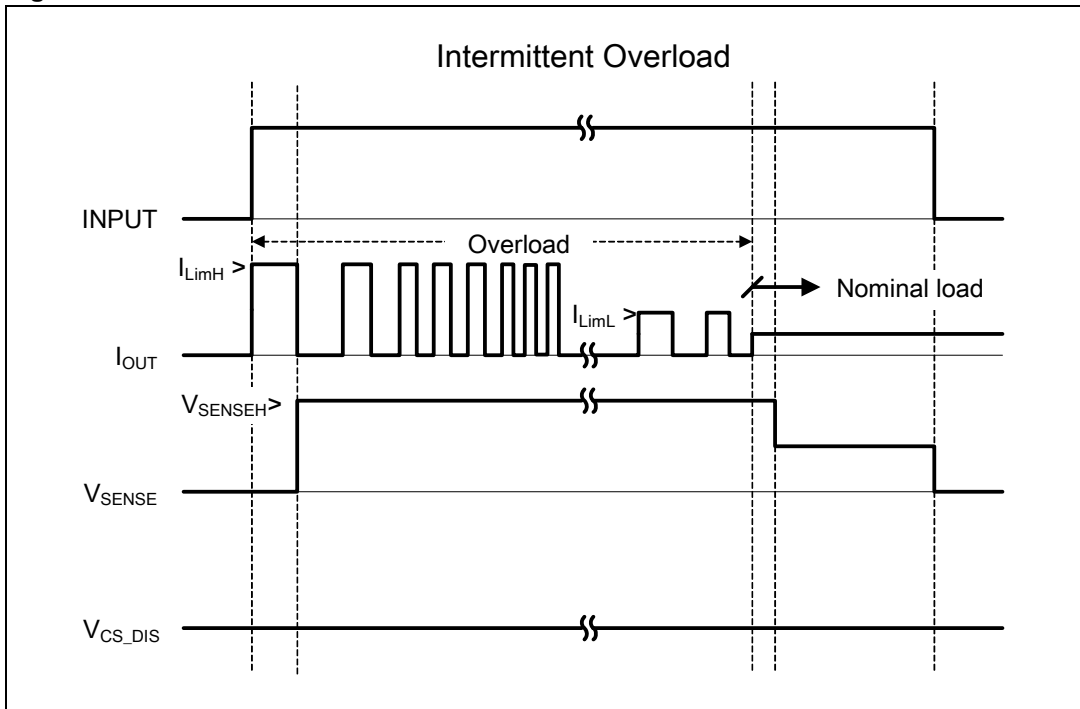 Intermittent Overload
INPUT
Overload
I_LimH >
Nominal load
I_LimL >
I_OUT
V_SENSEH>
V_SENSE
V_CS_DIS